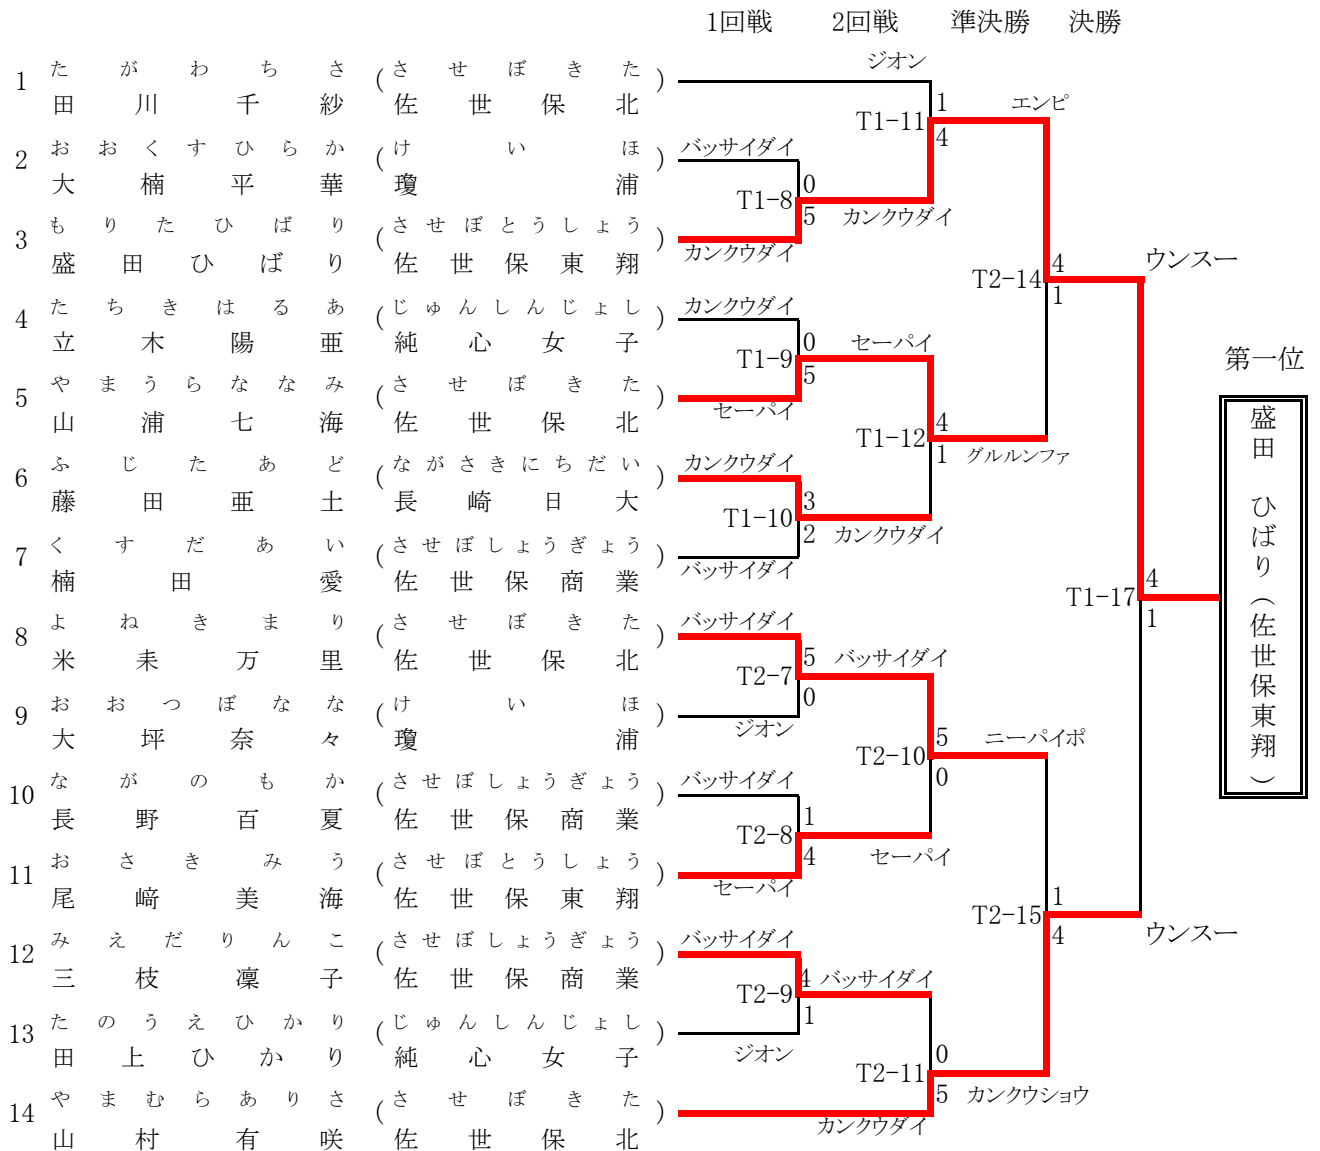 1回戦 2回戦 準決勝 決勝
たがわちさ (させぼきた)
1 田川千紗 佐世保北
ジオン
おおくすひらか (けいほ)
2 大楠平華 瓊浦
バッサイダイ
もりたひばり (させぼとうしょう)
3 盛田ひばり 佐世保東翔
カンクウダイ
たちきはるあ (じゅんしんじょし)
4 立木陽亜 純心女子
カンクウダイ
やまうらななみ (させぼきた)
5 山浦七海 佐世保北
セーパイ
ふじたあど (ながさきにちだい)
6 藤田亜土 長崎日大
カンクウダイ
くすだあい (させぼしょうぎょう)
7 楠田愛 佐世保商業
バッサイダイ
よねきまり (させぼきた)
8 米耒万里 佐世保北
バッサイダイ
おおつぼなな (けいほ)
9 大坪奈々 瓊浦
ジオン
ながのもか (させぼしょうぎょう)
10 長野百夏 佐世保商業
バッサイダイ
おさきみう (させぼとうしょう)
11 尾﨑美海 佐世保東翔
セーパイ
みえだりんこ (させぼしょうぎょう)
12 三枝凜子 佐世保商業
バッサイダイ
たのうえひかり (じゅんしんじょし)
13 田上ひかり 純心女子
ジオン
やまむらありさ (させぼきた)
14 山村有咲 佐世保北
カンクウダイ
T1-8 0 5
カンクウダイ
T1-9 0 5
セーパイ
T1-10 3 2
カンクウダイ
T2-7 5 0
バッサイダイ
T2-8 1 4
セーパイ
T2-9 4 1
バッサイダイ
T1-11 1 4
エンピ
T1-12 4 1
グルルンファ
T2-10 5 0
ニーパイポ
T2-11 0 5
カンクウショウ
T2-14 4 1
ウンスー
T2-15 1 4
ウンスー
T1-17 4 1
第一位
盛田 ひばり(佐世保東翔)